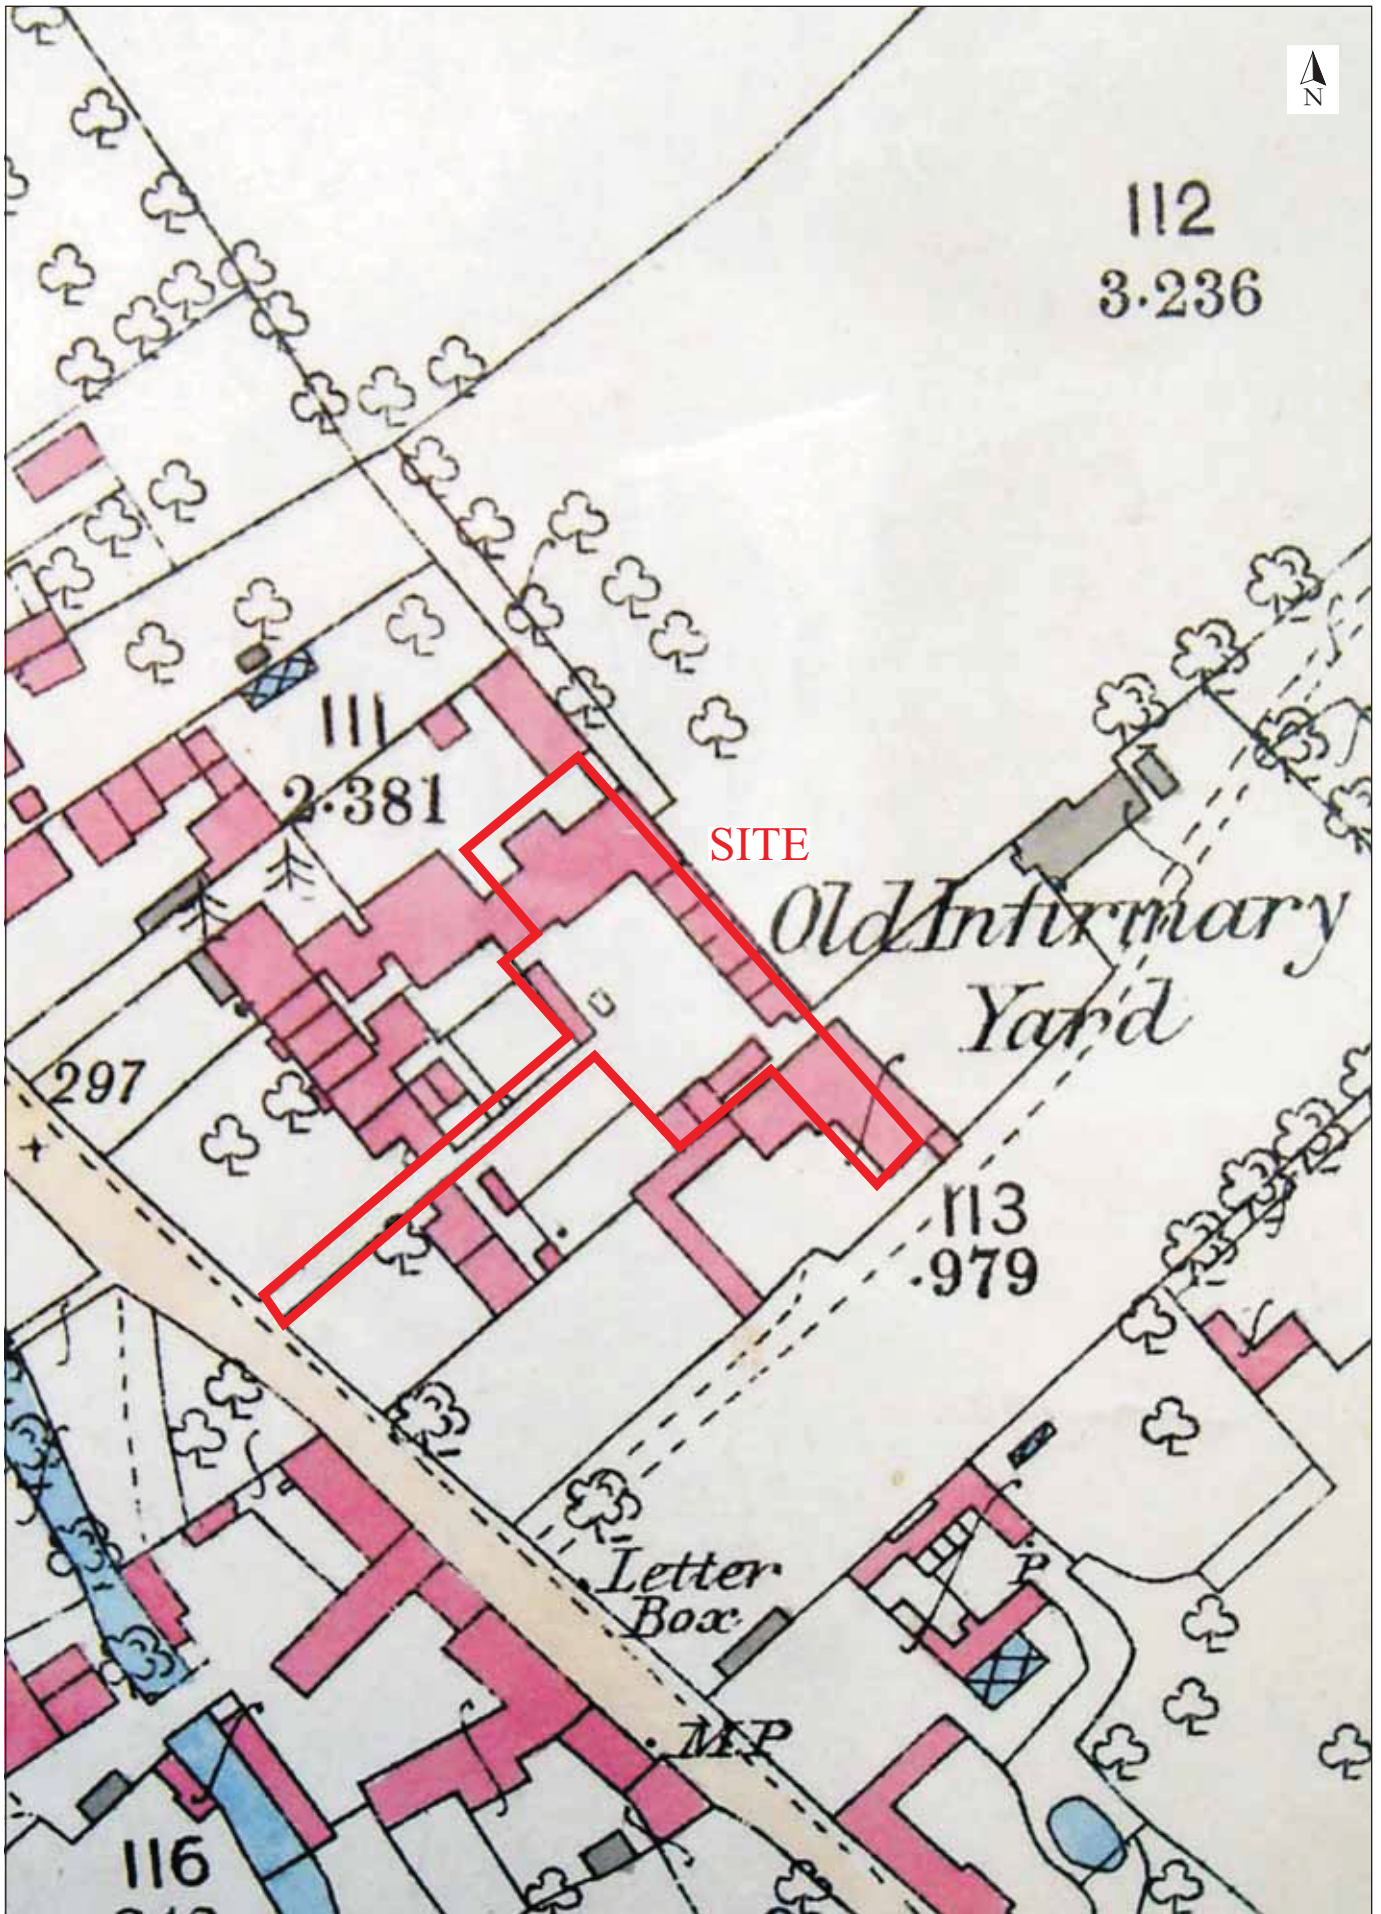 N
112
3·236
111
2·381
SITE
Old Infirmary
Yard
297
113
·979
Letter
Box
P
M.P
116